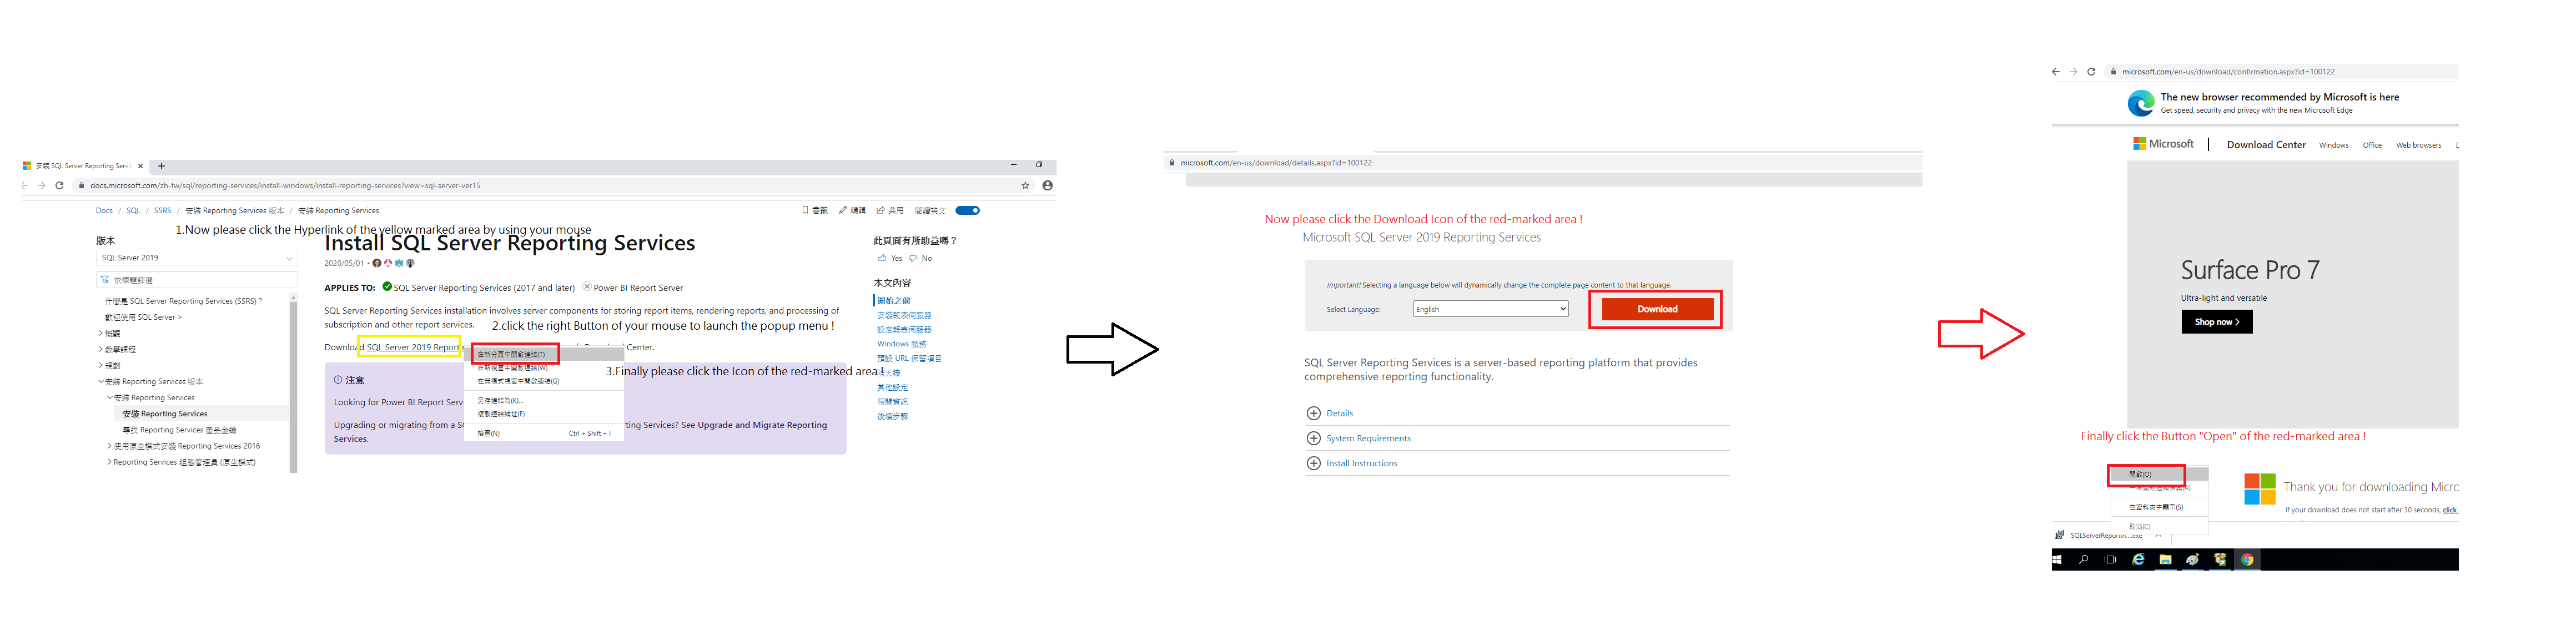 安裝 SQL Server Reporting Servic
docs.microsoft.com/zh-tw/sql/reporting-services/install-windows/install-reporting-services?view=sql-server-ver15
Docs / SQL / SSRS / 安裝 Reporting Services 版本 / 安裝 Reporting Services
書籤 編輯 共用 閱讀英文
1.Now please click the Hyperlink of the yellow marked area by using your mouse
版本
SQL Server 2019
依標題篩選
什麼是 SQL Server Reporting Services (SSRS)？
歡迎使用 SQL Server >
概觀
教學課程
規劃
安裝 Reporting Services 版本
安裝 Reporting Services
安裝 Reporting Services
尋找 Reporting Services 產品金鑰
使用原生模式安裝 Reporting Services 2016
Reporting Services 組態管理員 (原生模式)
Install SQL Server Reporting Services
2020/05/01 •
APPLIES TO: SQL Server Reporting Services (2017 and later) Power BI Report Server
SQL Server Reporting Services installation involves server components for storing report items, rendering reports, and processing of
subscription and other report services.
2.click the right Button of your mouse to launch the popup menu !
Download SQL Server 2019 Report Center.
在新分頁中開啟連結(T)
在新視窗中開啟連結(W)
在無痕式視窗中開啟連結(G)
另存連結為(K)...
複製連結網址(E)
檢查(N) Ctrl + Shift + I
3.Finally please click the Icon of the red-marked area !
注意
Looking for Power BI Report Serv
Upgrading or migrating from a SQ rting Services? See Upgrade and Migrate Reporting
Services.
此頁面有所助益嗎？
Yes No
本文內容
開始之前
安裝報表伺服器
設定報表伺服器
Windows 服務
預設 URL 保留項目
火牆
其他設定
相關資訊
後續步驟
microsoft.com/en-us/download/details.aspx?id=100122
Now please click the Download Icon of the red-marked area !
Microsoft SQL Server 2019 Reporting Services
Important! Selecting a language below will dynamically change the complete page content to that language.
Select Language: English Download
SQL Server Reporting Services is a server-based reporting platform that provides
comprehensive reporting functionality.
Details
System Requirements
Install Instructions
microsoft.com/en-us/download/confirmation.aspx?id=100122
The new browser recommended by Microsoft is here
Get speed, security and privacy with the new Microsoft Edge
Microsoft Download Center Windows Office Web browsers
Surface Pro 7
Ultra-light and versatile
Shop now >
Finally click the Button "Open" of the red-marked area !
開啟(O)
在資料夾中顯示(S)
取消(C)
Thank you for downloading Micro
If your download does not start after 30 seconds, click
SQLServerReportin....exe